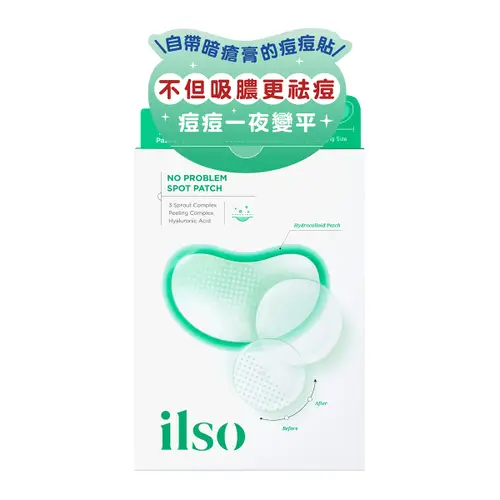 自帶暗瘡膏的痘痘貼
不但吸膿更祛痘
痘痘一夜變平
NO PROBLEM
SPOT PATCH
3 Sprout Complex
Peeling Complex
Hyaluronic Acid
Hydrocolloid Patch
After
Before
ilso